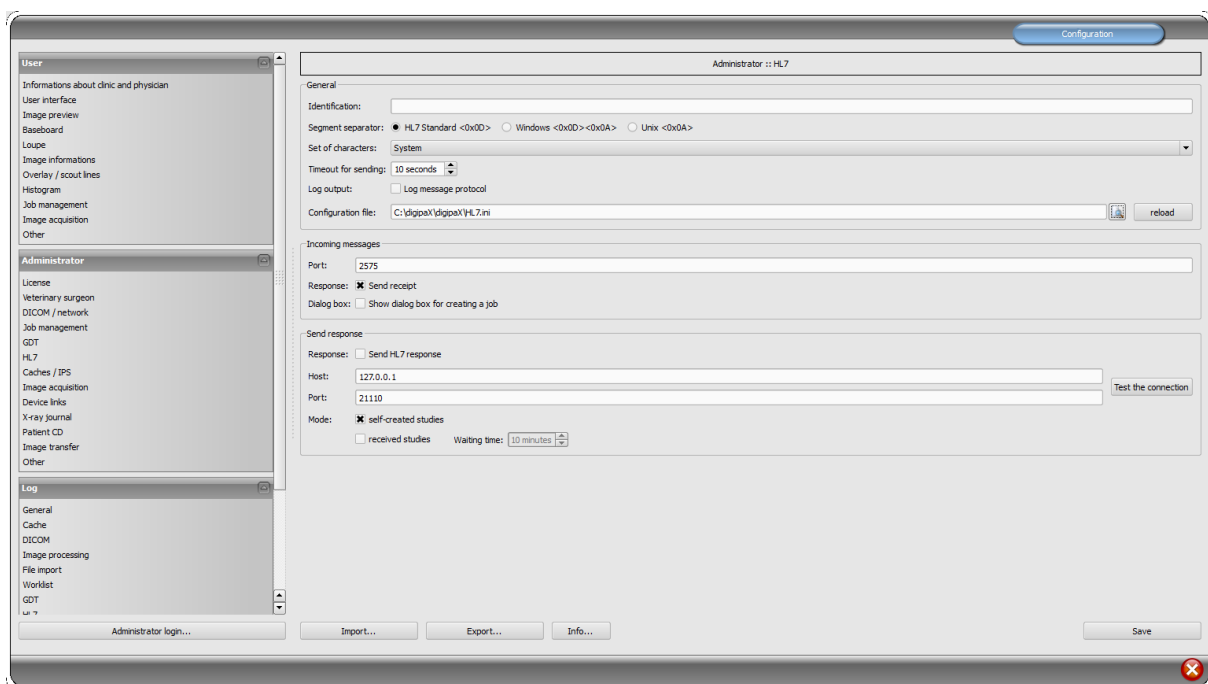 Configuration
User
Informations about clinic and physician
User interface
Image preview
Baseboard
Loupe
Image informations
Overlay / scout lines
Histogram
Job management
Image acquisition
Other
Administrator
License
Veterinary surgeon
DICOM / network
Job management
GDT
HL7
Caches / IPS
Image acquisition
Device links
X-ray journal
Patient CD
Image transfer
Other
Log
General
Cache
DICOM
Image processing
File import
Worklist
GDT
HL7
Administrator login...
Administrator :: HL7
General
Identification:
Segment separator: HL7 Standard <0x0D> Windows <0x0D><0x0A> Unix <0x0A>
Set of characters: System
Timeout for sending: 10 seconds
Log output: Log message protocol
Configuration file: C:\digipaX\digipaX\HL7.ini reload
Incoming messages
Port: 2575
Response: Send receipt
Dialog box: Show dialog box for creating a job
Send response
Response: Send HL7 response
Host: 127.0.0.1
Test the connection
Port: 21110
Mode: self-created studies
received studies Waiting time: 10 minutes
Import... Export... Info... Save